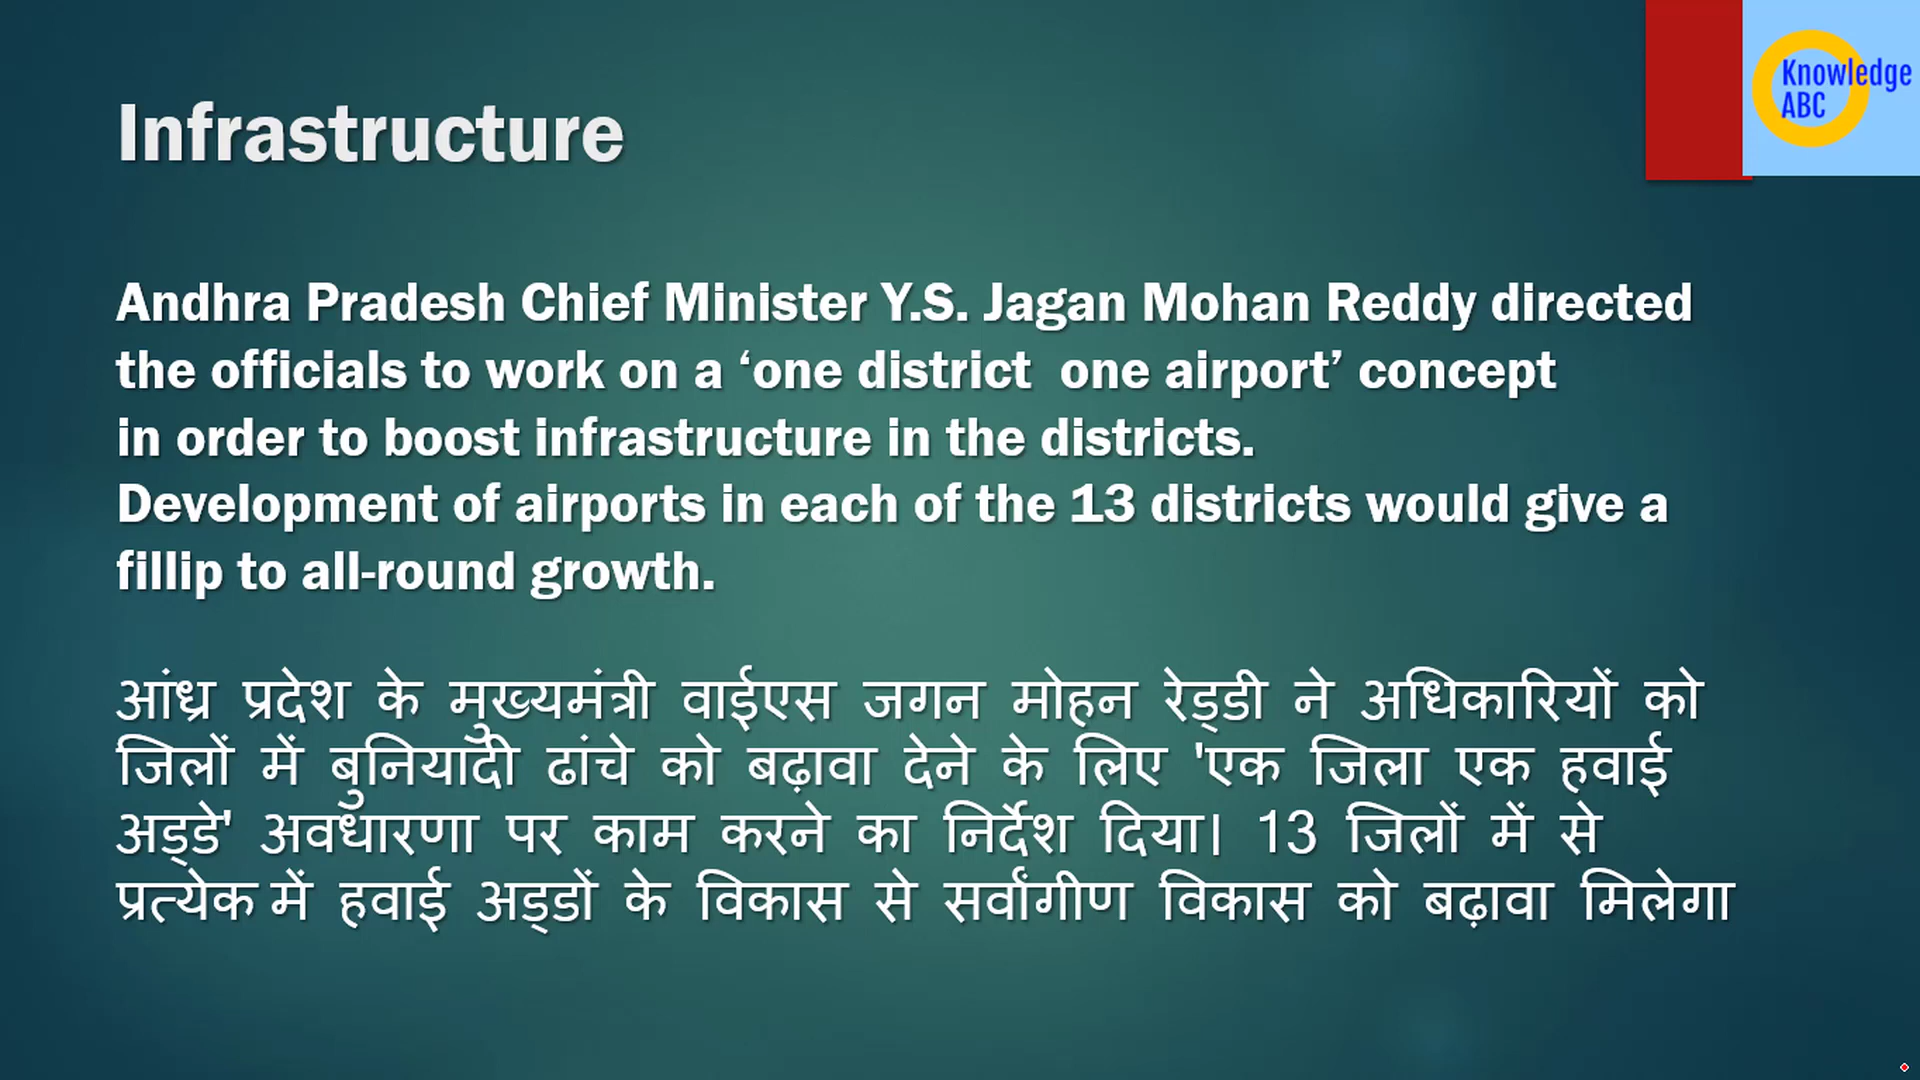 Knowledge
ABC
Infrastructure
Andhra Pradesh Chief Minister Y.S. Jagan Mohan Reddy directed
the officials to work on a ‘one district  one airport’ concept
in order to boost infrastructure in the districts.
Development of airports in each of the 13 districts would give a
fillip to all-round growth.
आंध्र प्रदेश के मुख्यमंत्री वाईएस जगन मोहन रेड्डी ने अधिकारियों को
जिलों में बुनियादी ढांचे को बढ़ावा देने के लिए 'एक जिला एक हवाई
अड्डे' अवधारणा पर काम करने का निर्देश दिया। 13 जिलों में से
प्रत्येक में हवाई अड्डों के विकास से सर्वांगीण विकास को बढ़ावा मिलेगा